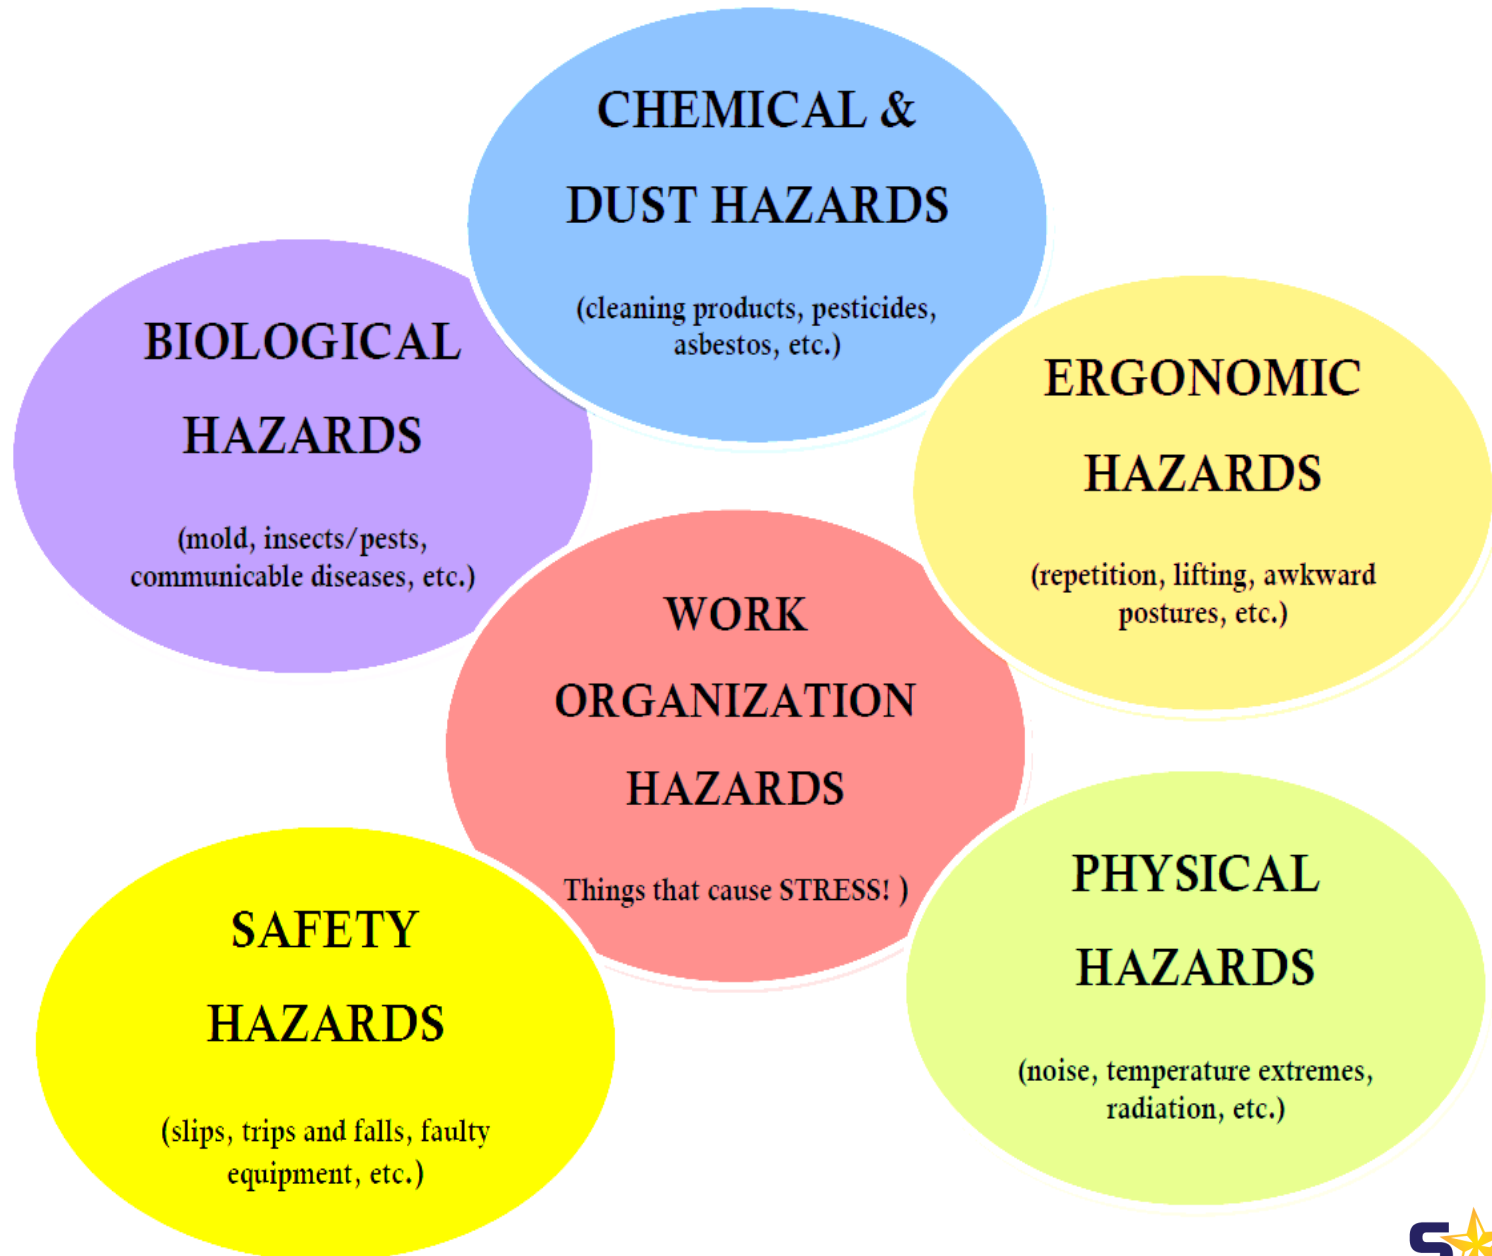 CHEMICAL &
DUST HAZARDS
(cleaning products, pesticides,
asbestos, etc.)
BIOLOGICAL
HAZARDS
(mold, insects/pests,
communicable diseases, etc.)
ERGONOMIC
HAZARDS
(repetition, lifting, awkward
postures, etc.)
WORK
ORGANIZATION
HAZARDS
Things that cause STRESS! )
SAFETY
HAZARDS
(slips, trips and falls, faulty
equipment, etc.)
PHYSICAL
HAZARDS
(noise, temperature extremes,
radiation, etc.)